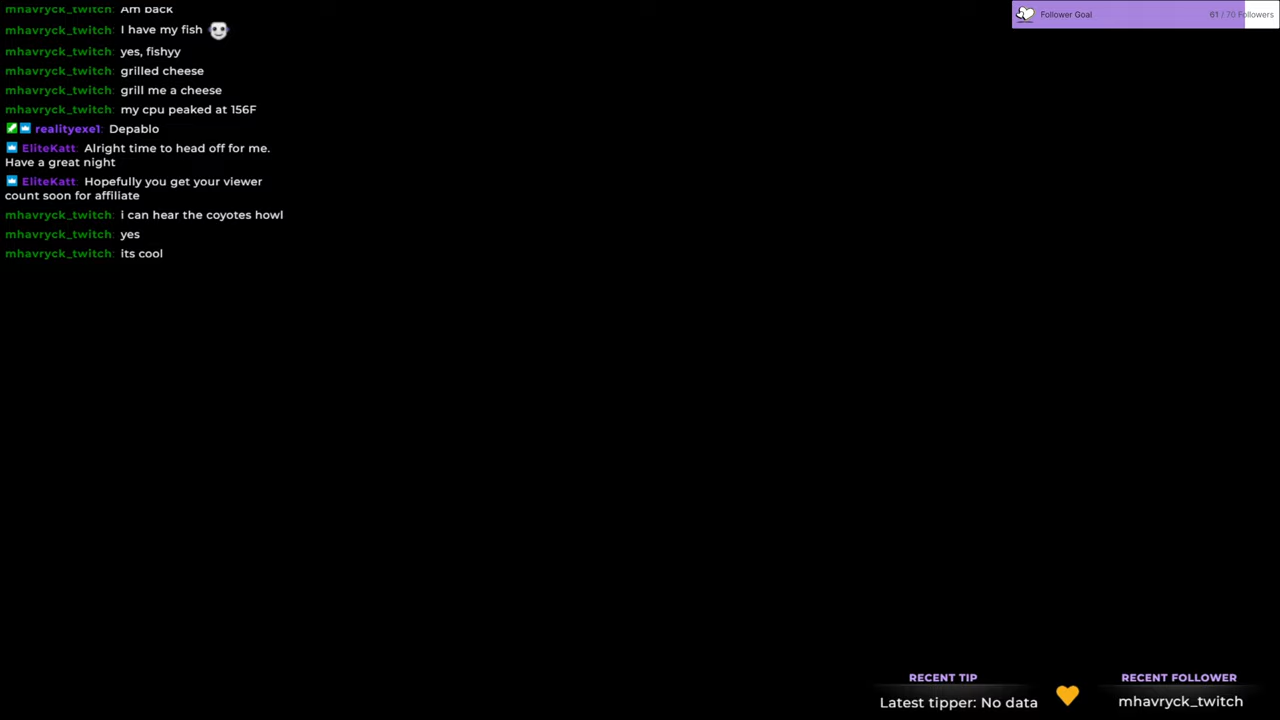 mhavryck_twitch: Am back
mhavryck_twitch: I have my fish
mhavryck_twitch: yes, fishyy
mhavryck_twitch: grilled cheese
mhavryck_twitch: grill me a cheese
mhavryck_twitch: my cpu peaked at 156F
realityexe1: Depablo
EliteKatt: Alright time to head off for me.
Have a great night
EliteKatt: Hopefully you get your viewer
count soon for affiliate
mhavryck_twitch: i can hear the coyotes howl
mhavryck_twitch: yes
mhavryck_twitch: its cool
Follower Goal 61 / 70 Followers
RECENT TIP
Latest tipper: No data
RECENT FOLLOWER
mhavryck_twitch